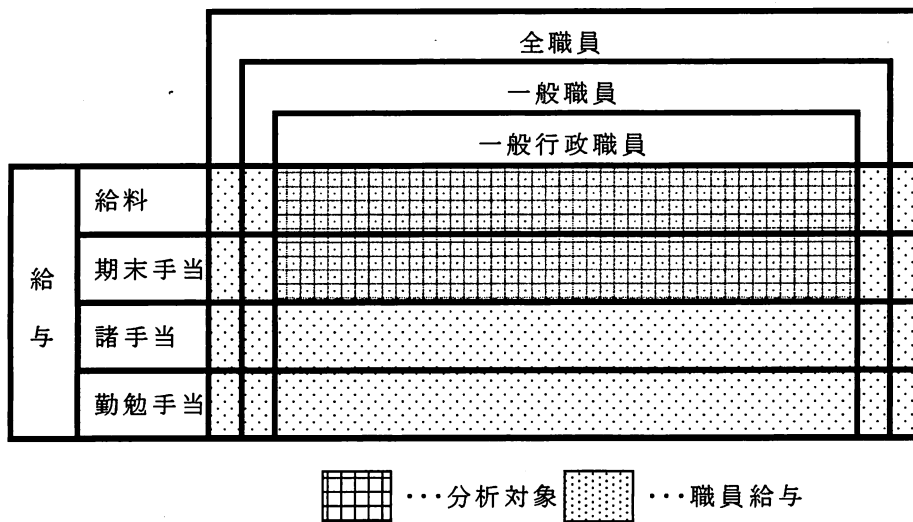 全職員
一般職員
一般行政職員
給与
給料
期末手当
諸手当
勤勉手当
・・・分析対象
・・・職員給与